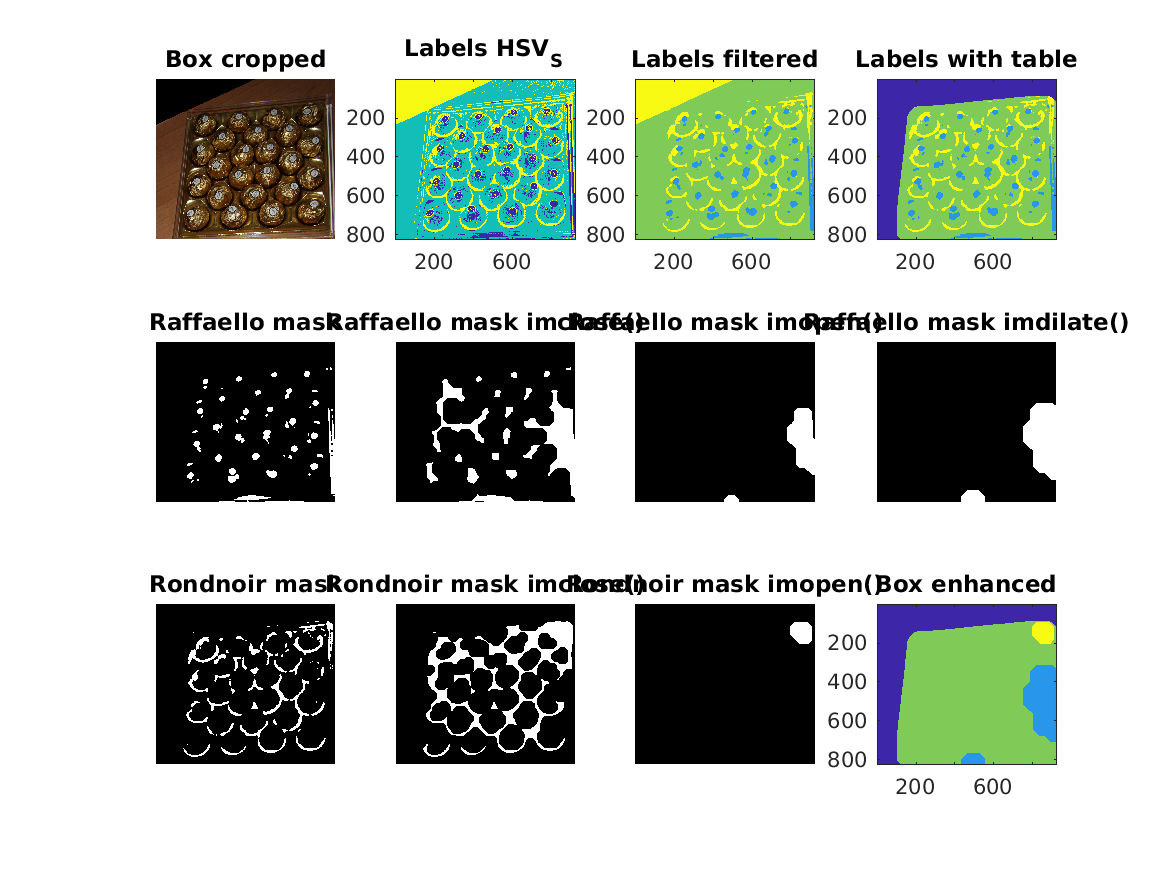 Box cropped
Labels HSV_S
Labels filtered
Labels with table
200
400
600
800
200
600
200
400
600
800
200
600
200
400
600
800
200
600
Raffaello mask
Raffaello mask imclose()
Raffaello mask imopen()
Raffaello mask imdilate()
Rondnoir mask
Rondnoir mask imclose()
Rondnoir mask imopen()
Box enhanced
200
400
600
800
200
600